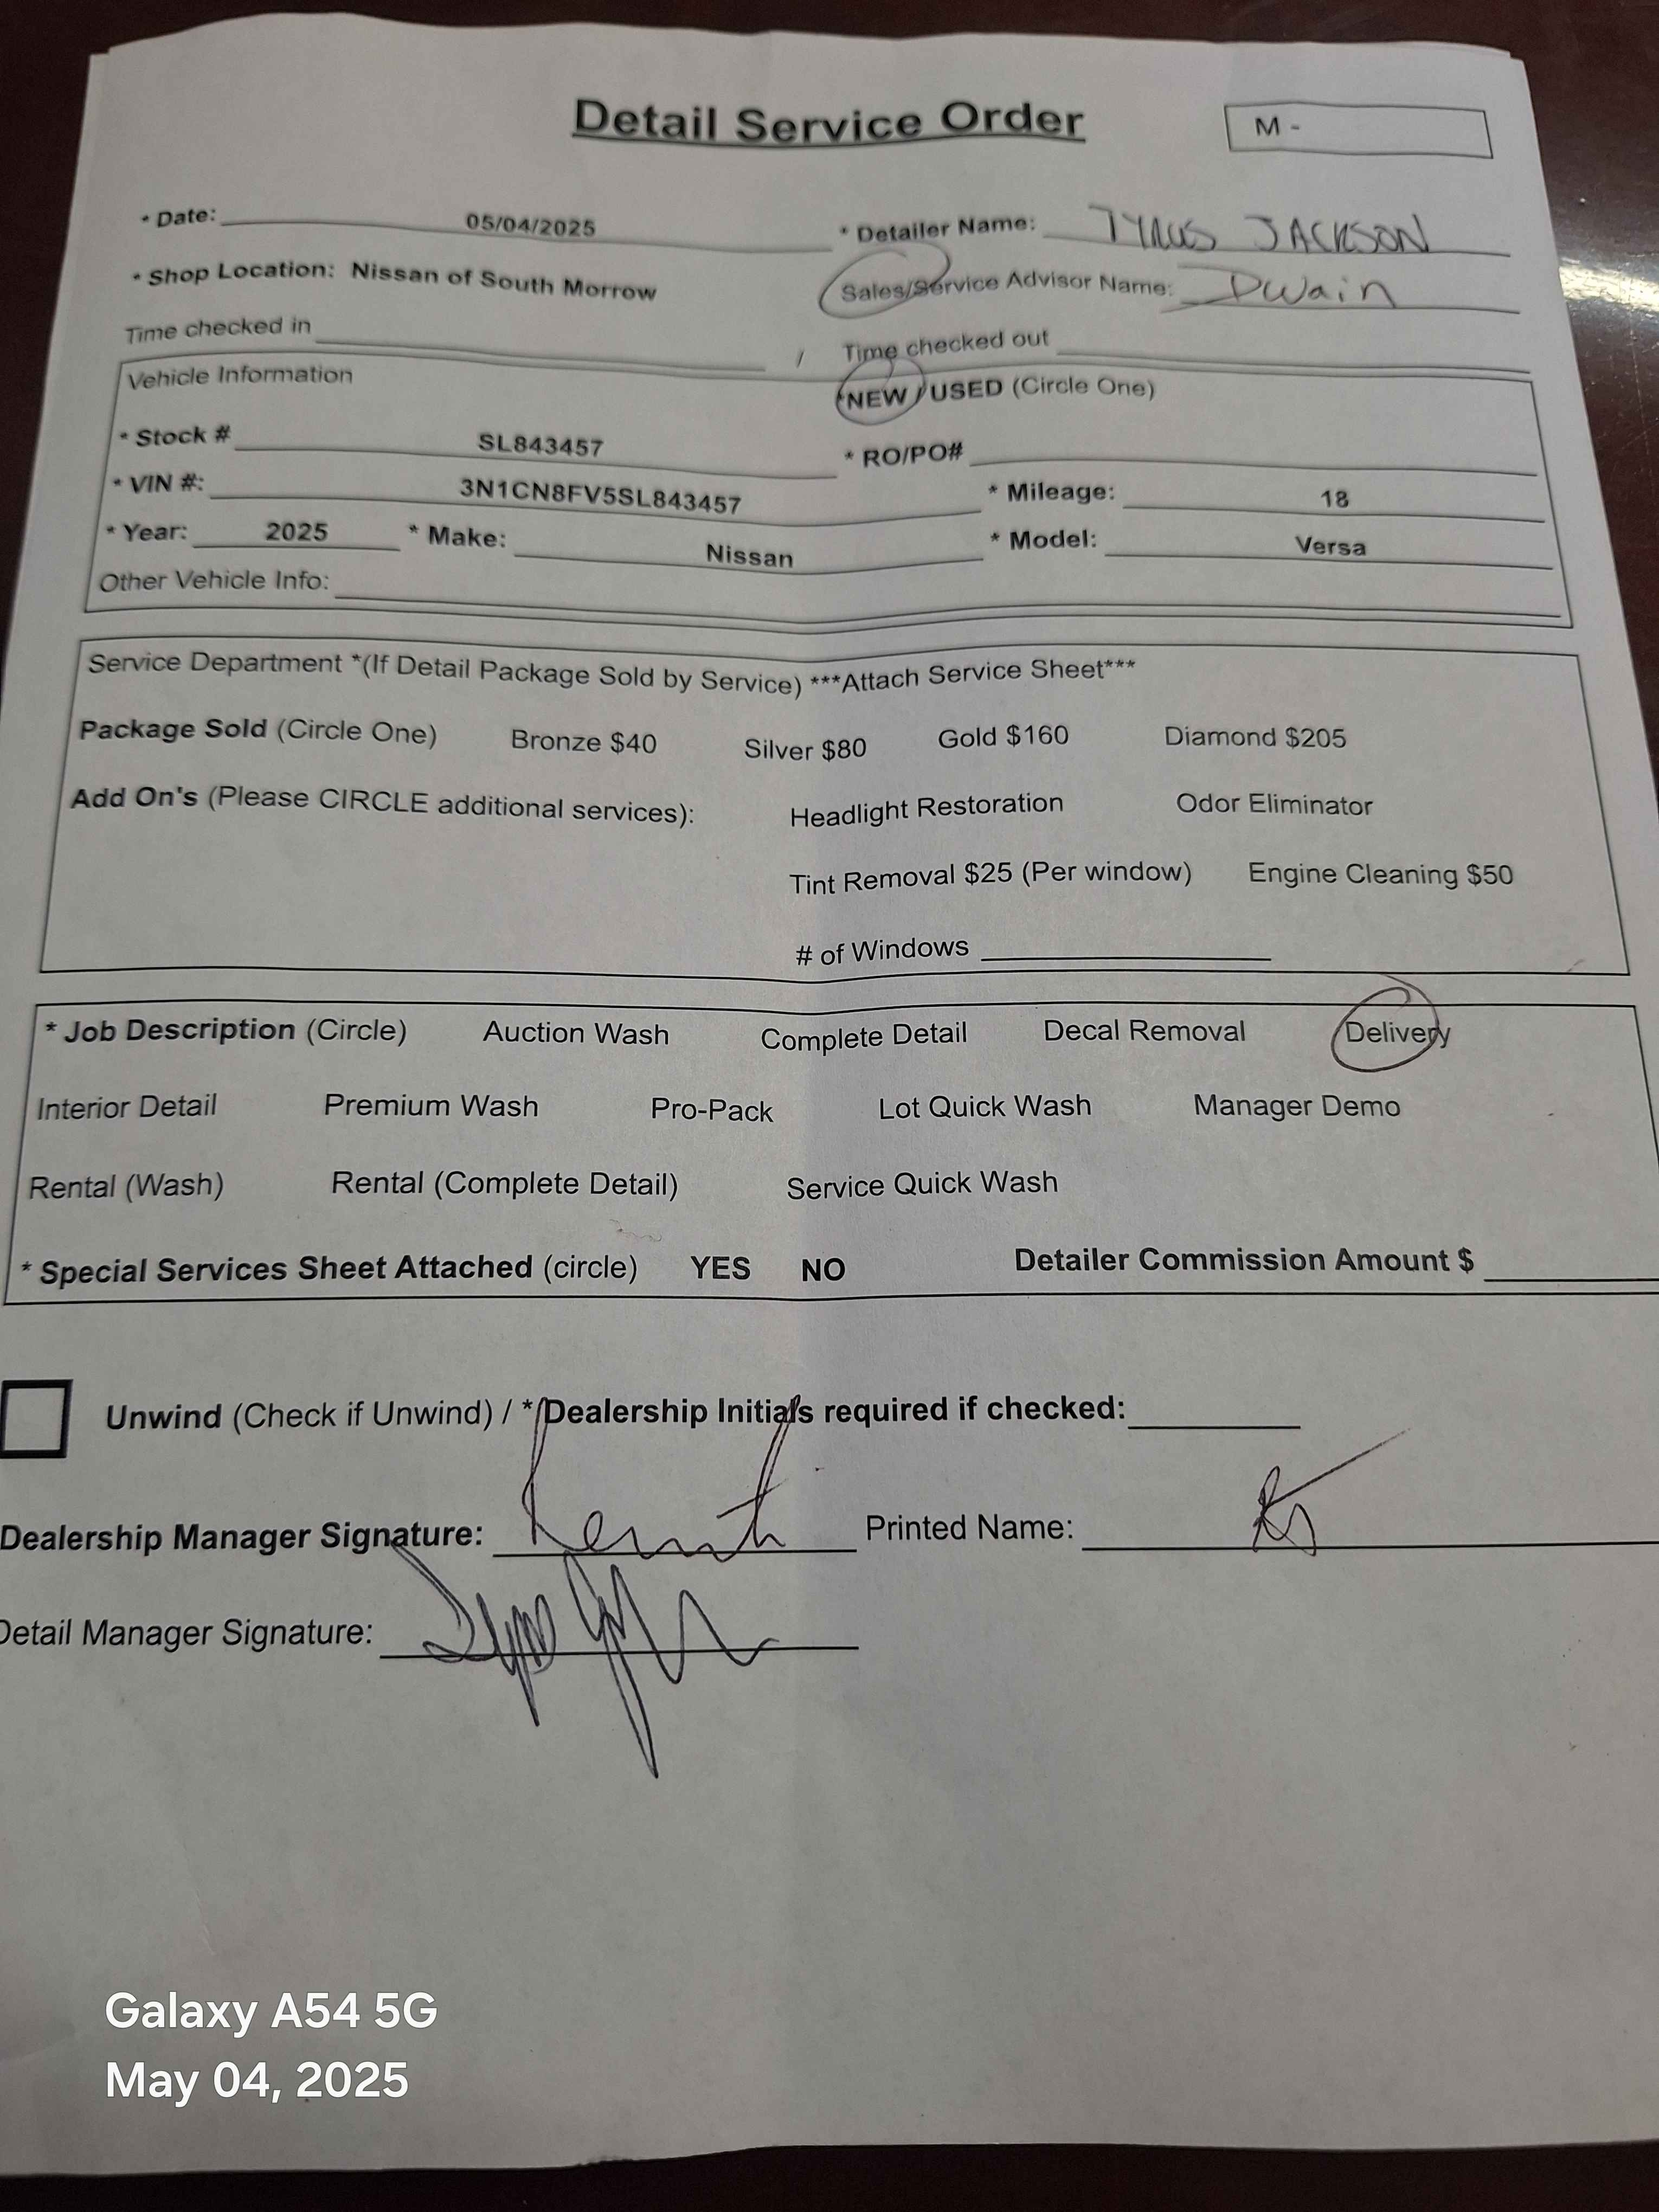 Detail Service Order
M -
* Date: 05/04/2025 * Detailer Name: TYRUS JACKSON
* Shop Location: Nissan of South Morrow Sales/Service Advisor Name: Dwain
Time checked in / Time checked out
Vehicle Information *NEW / USED (Circle One)
* Stock # SL843457 * RO/PO#
* VIN #: 3N1CN8FV5SL843457 * Mileage: 18
* Year: 2025 * Make: Nissan * Model: Versa
Other Vehicle Info:
Service Department *(If Detail Package Sold by Service) ***Attach Service Sheet***
Package Sold (Circle One) Bronze $40 Silver $80 Gold $160 Diamond $205
Add On's (Please CIRCLE additional services): Headlight Restoration Odor Eliminator
Tint Removal $25 (Per window) Engine Cleaning $50
# of Windows
* Job Description (Circle) Auction Wash Complete Detail Decal Removal Delivery
Interior Detail Premium Wash Pro-Pack Lot Quick Wash Manager Demo
Rental (Wash) Rental (Complete Detail) Service Quick Wash
* Special Services Sheet Attached (circle) YES NO Detailer Commission Amount $
Unwind (Check if Unwind) / * Dealership Initials required if checked:
Dealership Manager Signature: Printed Name:
Detail Manager Signature:
Galaxy A54 5G
May 04, 2025